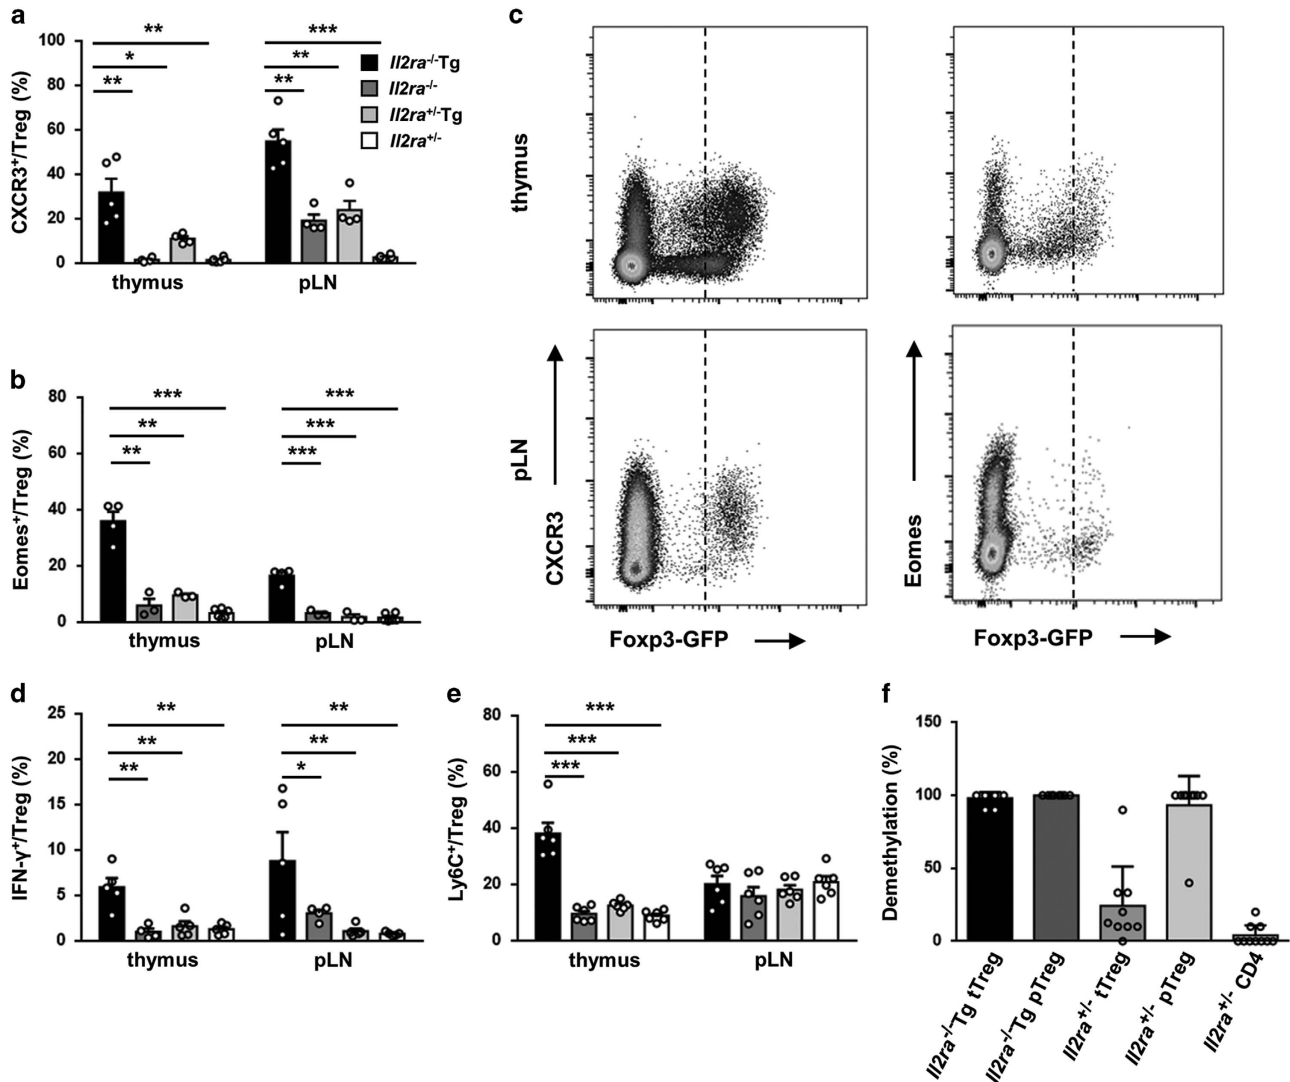 a
CXCR3⁺/Treg (%)
100
80
60
40
20
0
**
*
**
***
**
**
thymus
pLN
Il2ra⁻/⁻Tg
Il2ra⁻/⁻
Il2ra⁺/⁻Tg
Il2ra⁺/⁻
b
Eomes⁺/Treg (%)
80
60
40
20
0
***
**
**
***
***
***
thymus
pLN
c
thymus
pLN
CXCR3
Eomes
Foxp3-GFP
Foxp3-GFP
d
IFN-γ⁺/Treg (%)
25
20
15
10
5
0
**
**
**
**
**
*
thymus
pLN
e
Ly6C⁺/Treg (%)
80
60
40
20
0
***
***
***
thymus
pLN
f
Demethylation (%)
150
100
50
0
Il2ra⁻/⁻Tg tTreg
Il2ra⁻/⁻Tg pTreg
Il2ra⁺/⁻ tTreg
Il2ra⁺/⁻ pTreg
Il2ra⁺/⁻ CD4